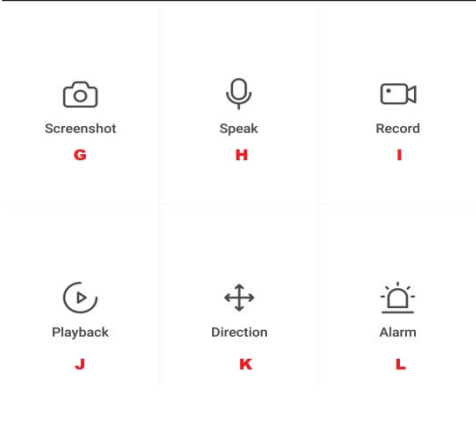 Screenshot Speak Record
G H I
Playback Direction Alarm
J K L